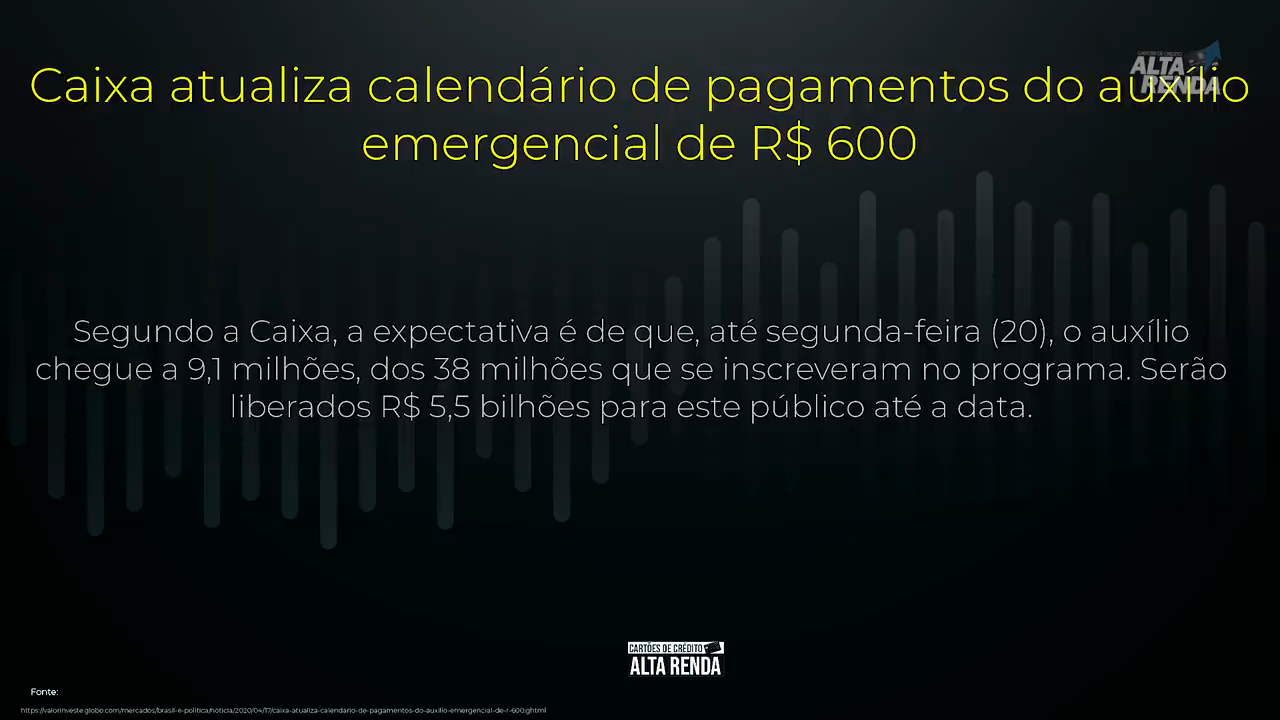 CARTÕES DE CRÉDITO
ALTA
RENDA
Caixa atualiza calendário de pagamentos do auxílio
emergencial de R$ 600
Segundo a Caixa, a expectativa é de que, até segunda-feira (20), o auxílio
chegue a 9,1 milhões, dos 38 milhões que se inscreveram no programa. Serão
liberados R$ 5,5 bilhões para este público até a data.
CARTÕES DE CRÉDITO
ALTA RENDA
Fonte:
https://valorinveste.globo.com/mercados/brasil-e-politica/noticia/2020/04/17/caixa-atualiza-calendario-de-pagamentos-do-auxilio-emergencial-de-r-600.ghtml